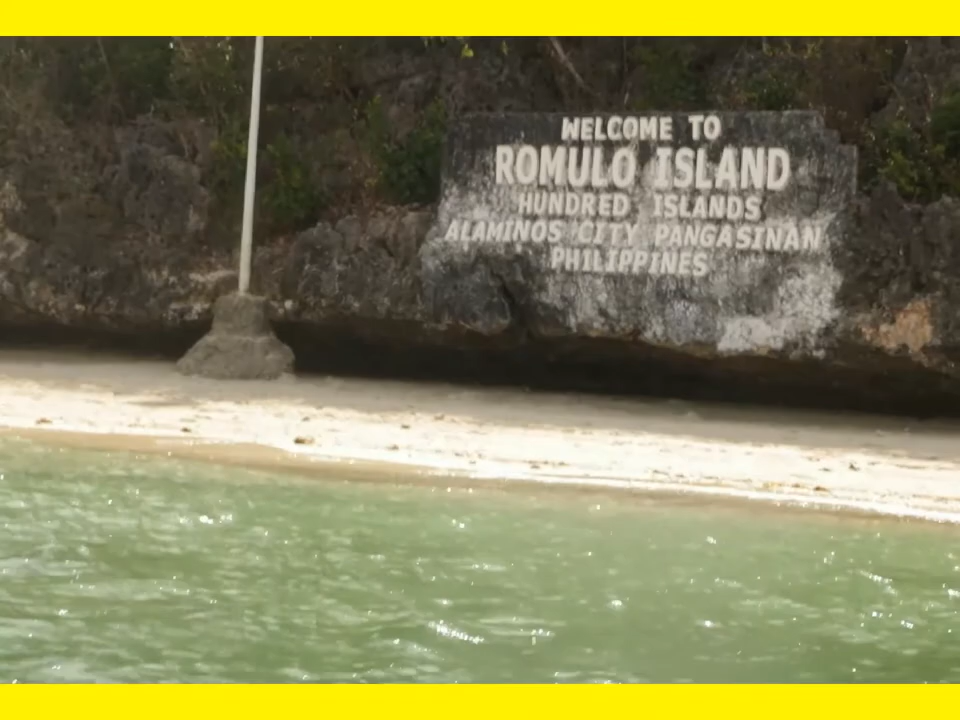 WELCOME TO
ROMULO ISLAND
HUNDRED ISLANDS
ALAMINOS CITY PANGASINAN
PHILIPPINES